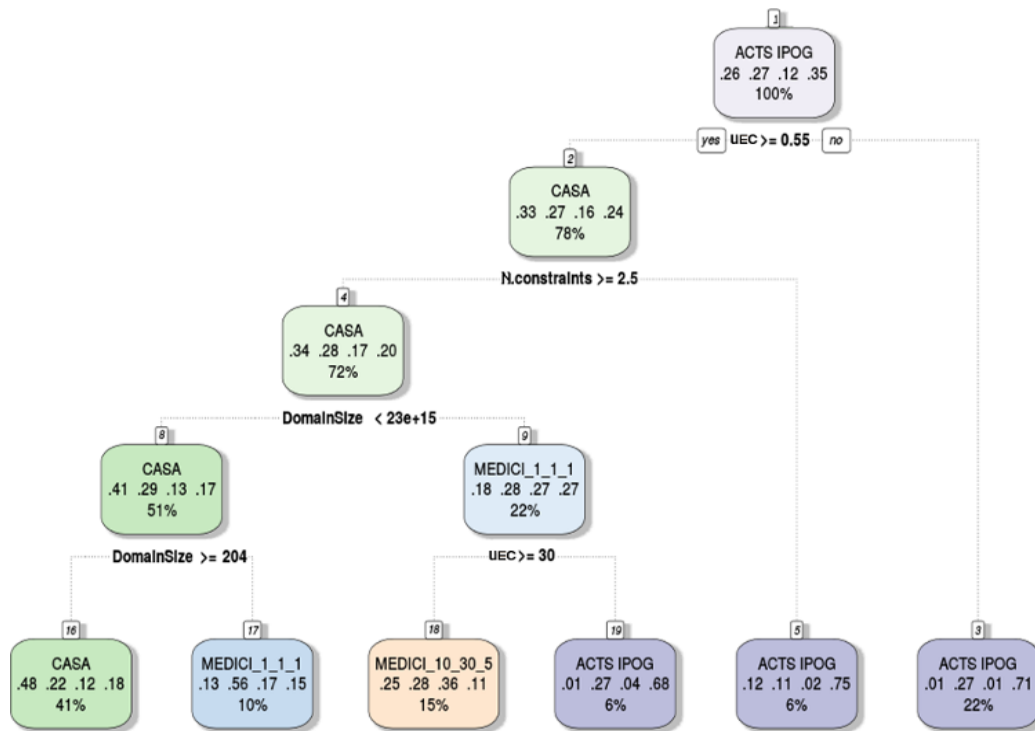 1
ACTS IPOG
.26 .27 .12 .35
100%
yes UEC >= 0.55 no
2
CASA
.33 .27 .16 .24
78%
N.constraints >= 2.5
4
CASA
.34 .28 .17 .20
72%
DomainSize < 23e+15
8
CASA
.41 .29 .13 .17
51%
9
MEDICI_1_1_1
.18 .28 .27 .27
22%
DomainSize >= 204
UEC >= 30
16
CASA
.48 .22 .12 .18
41%
17
MEDICI_1_1_1
.13 .56 .17 .15
10%
18
MEDICI_10_30_5
.25 .28 .36 .11
15%
19
ACTS IPOG
.01 .27 .04 .68
6%
5
ACTS IPOG
.12 .11 .02 .75
6%
3
ACTS IPOG
.01 .27 .01 .71
22%